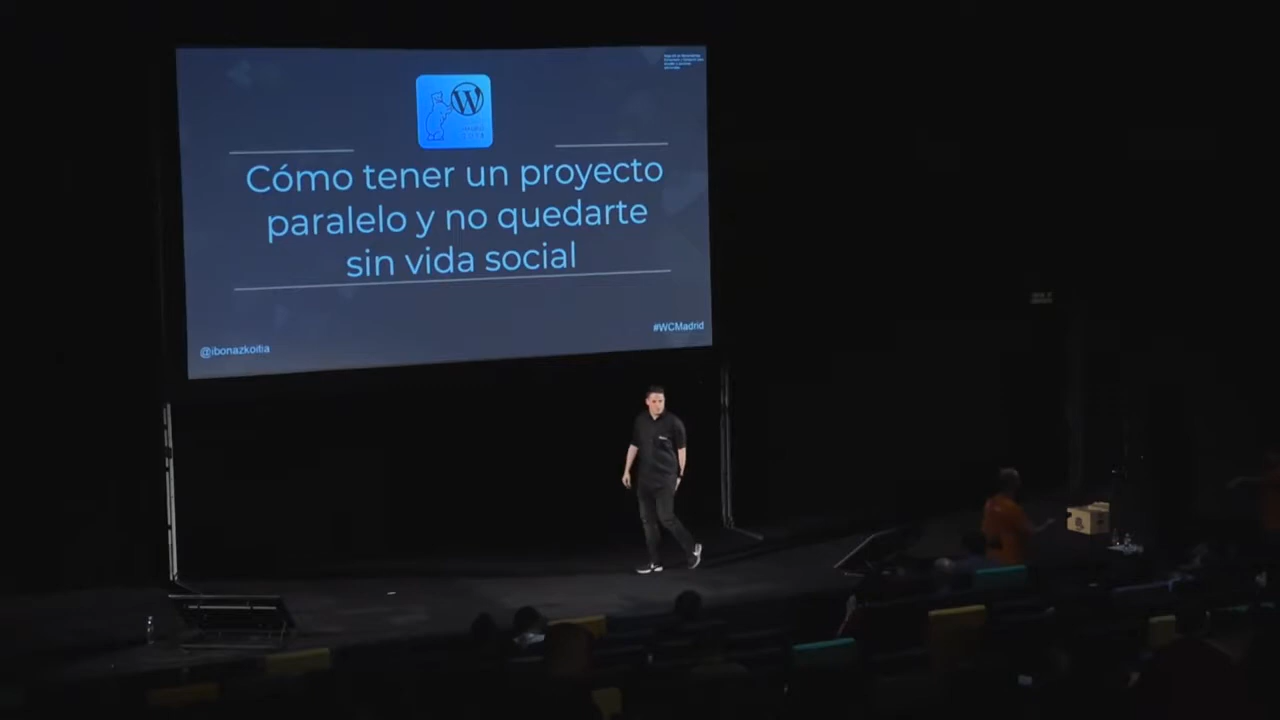 W
Cómo tener un proyecto
paralelo y no quedarte
sin vida social
#WCMadrid
@ibonazkoitia